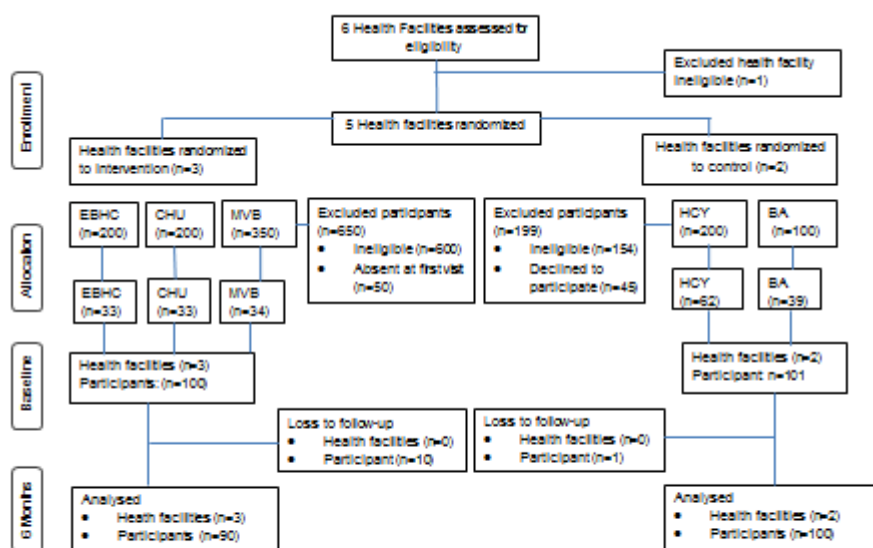 6 Health Facilities assessed for
eligibility
Excluded health facility
Ineligible (n=1)
Enrollment
5 Health facilities randomized
Health facilities randomized
to Intervention (n=3)
Health facilities randomized
to control (n=2)
Allocation
EBHC
(n=200)
CHU
(n=200)
MVB
(n=350)
Excluded participants
(n=650)
• Ineligible (n=600)
• Absent at first visit
(n=50)
Excluded participants
(n=199)
• Ineligible (n=154)
• Declined to
participate (n=45)
HCY
(n=200)
BA
(n=100)
EBHC
(n=33)
CHU
(n=33)
MVB
(n=34)
HCY
(n=62)
BA
(n=39)
Baseline
Health facilities (n=3)
Participants: (n=100)
Health facilities (n=2)
Participant: n=101
Loss to follow-up
• Health facilities (n=0)
• Participant (n=10)
Loss to follow-up
• Health facilities (n=0)
• Participant (n=1)
6 Months
Analysed
• Heath facilities (n=3)
• Participants (n=90)
Analysed
• Health facilities (n=2)
• Participants (n=100)